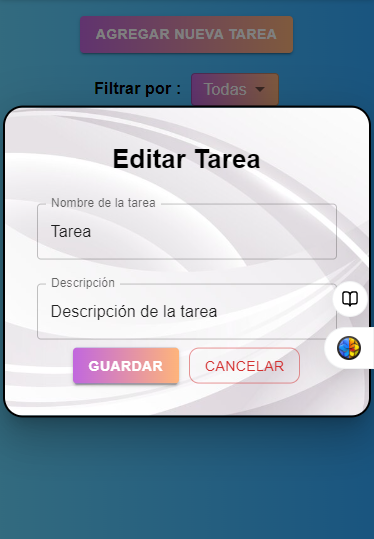 AGREGAR NUEVA TAREA
Filtrar por : Todas
Editar Tarea
Nombre de la tarea
Tarea
Descripción
Descripción de la tarea
GUARDAR CANCELAR